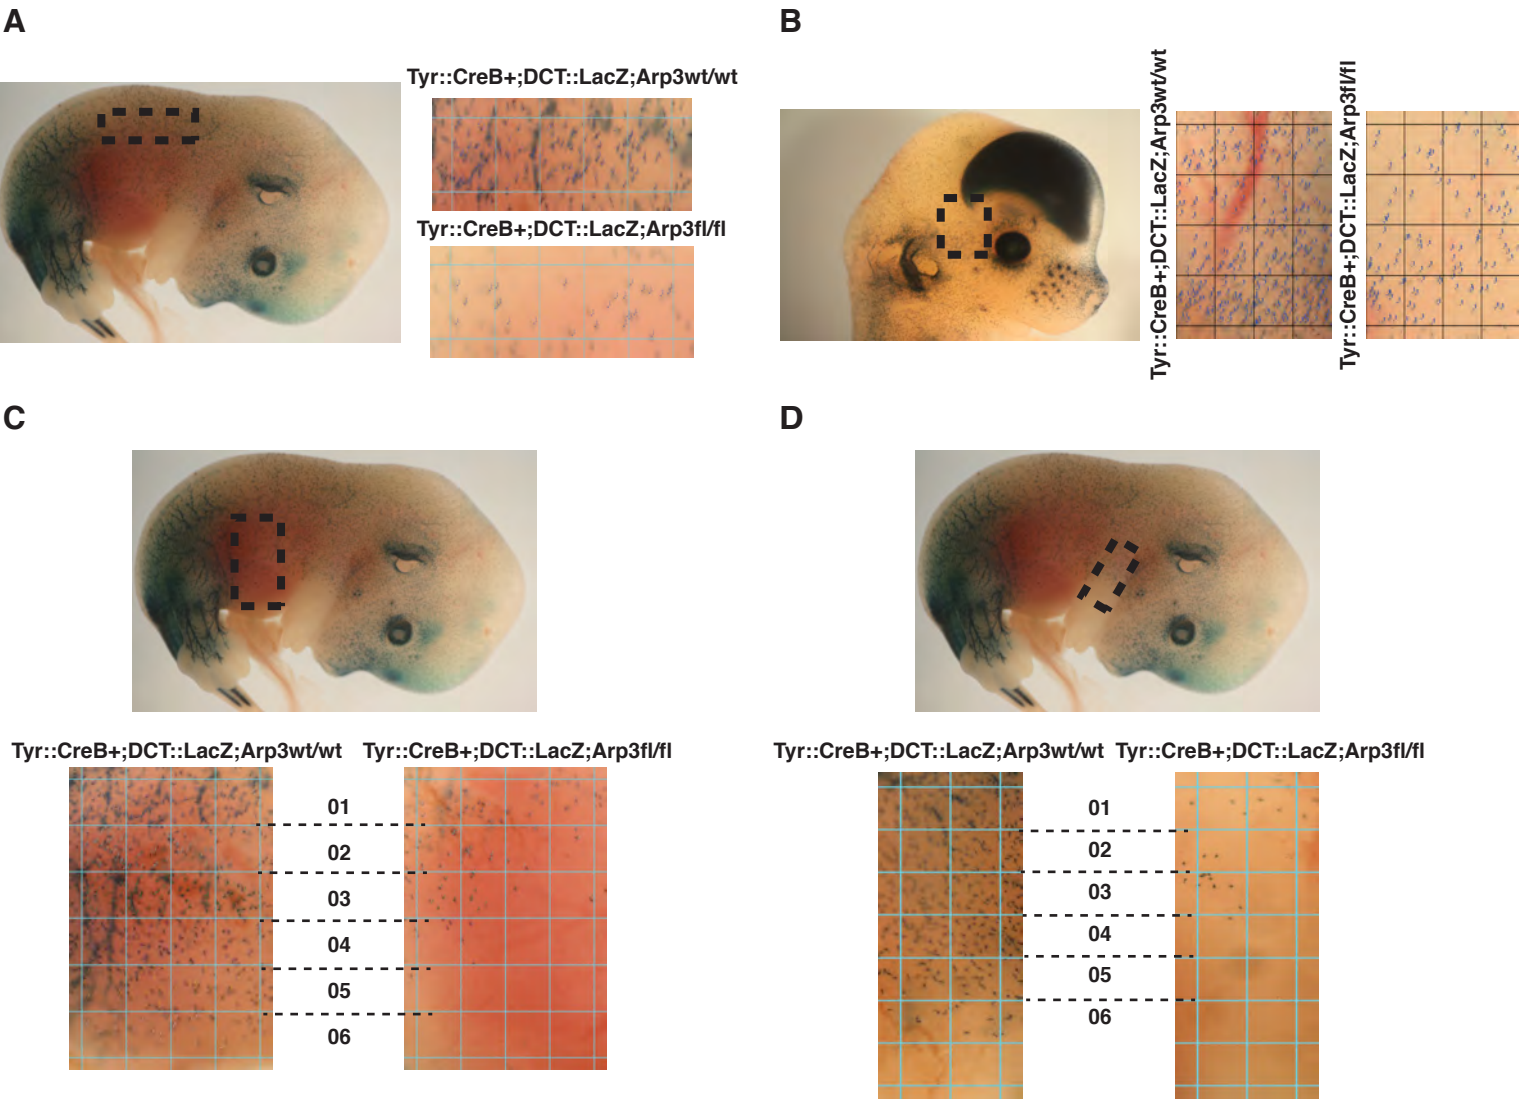 A
Tyr::CreB+;DCT::LacZ;Arp3wt/wt
Tyr::CreB+;DCT::LacZ;Arp3fl/fl
B
Tyr::CreB+;DCT::LacZ;Arp3wt/wt
Tyr::CreB+;DCT::LacZ;Arp3fl/fl
C
Tyr::CreB+;DCT::LacZ;Arp3wt/wt Tyr::CreB+;DCT::LacZ;Arp3fl/fl
01
02
03
04
05
06
D
Tyr::CreB+;DCT::LacZ;Arp3wt/wt Tyr::CreB+;DCT::LacZ;Arp3fl/fl
01
02
03
04
05
06